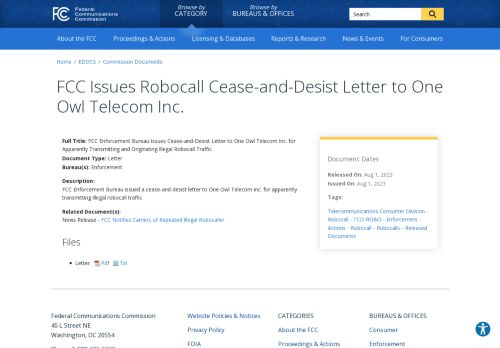 Federal
Communications
Commission
Browse by
CATEGORY
Browse by
BUREAUS & OFFICES
Search
About the FCC
Proceedings & Actions
Licensing & Databases
Reports & Research
News & Events
For Consumers
Home / EDOCS / Commission Documents
FCC Issues Robocall Cease-and-Desist Letter to One
Owl Telecom Inc.
Full Title: FCC Enforcement Bureau Issues Cease-and-Desist Letter to One Owl Telecom Inc. for
Apparently Transmitting and Originating Illegal Robocall Traffic
Document Type: Letter
Bureau(s): Enforcement
Description:
FCC Enforcement Bureau issued a cease-and-desist letter to One Owl Telecom Inc. for apparently
transmitting illegal robocall traffic
Related Document(s):
News Release - FCC Notifies Carriers of Repeated Illegal Robocaller
Files
Letter: Pdf Txt
Document Dates
Released On: Aug 1, 2023
Issued On: Aug 1, 2023
Tags:
Telecommunications Consumer Division -
Robocall - TCD-ROBO - Enforcement -
Actions - Robocall - Robocalls - Released
Documents
Federal Communications Commission
45 L Street NE
Washington, DC 20554
Website Policies & Notices
Privacy Policy
FOIA
CATEGORIES
About the FCC
Proceedings & Actions
BUREAUS & OFFICES
Consumer
Enforcement